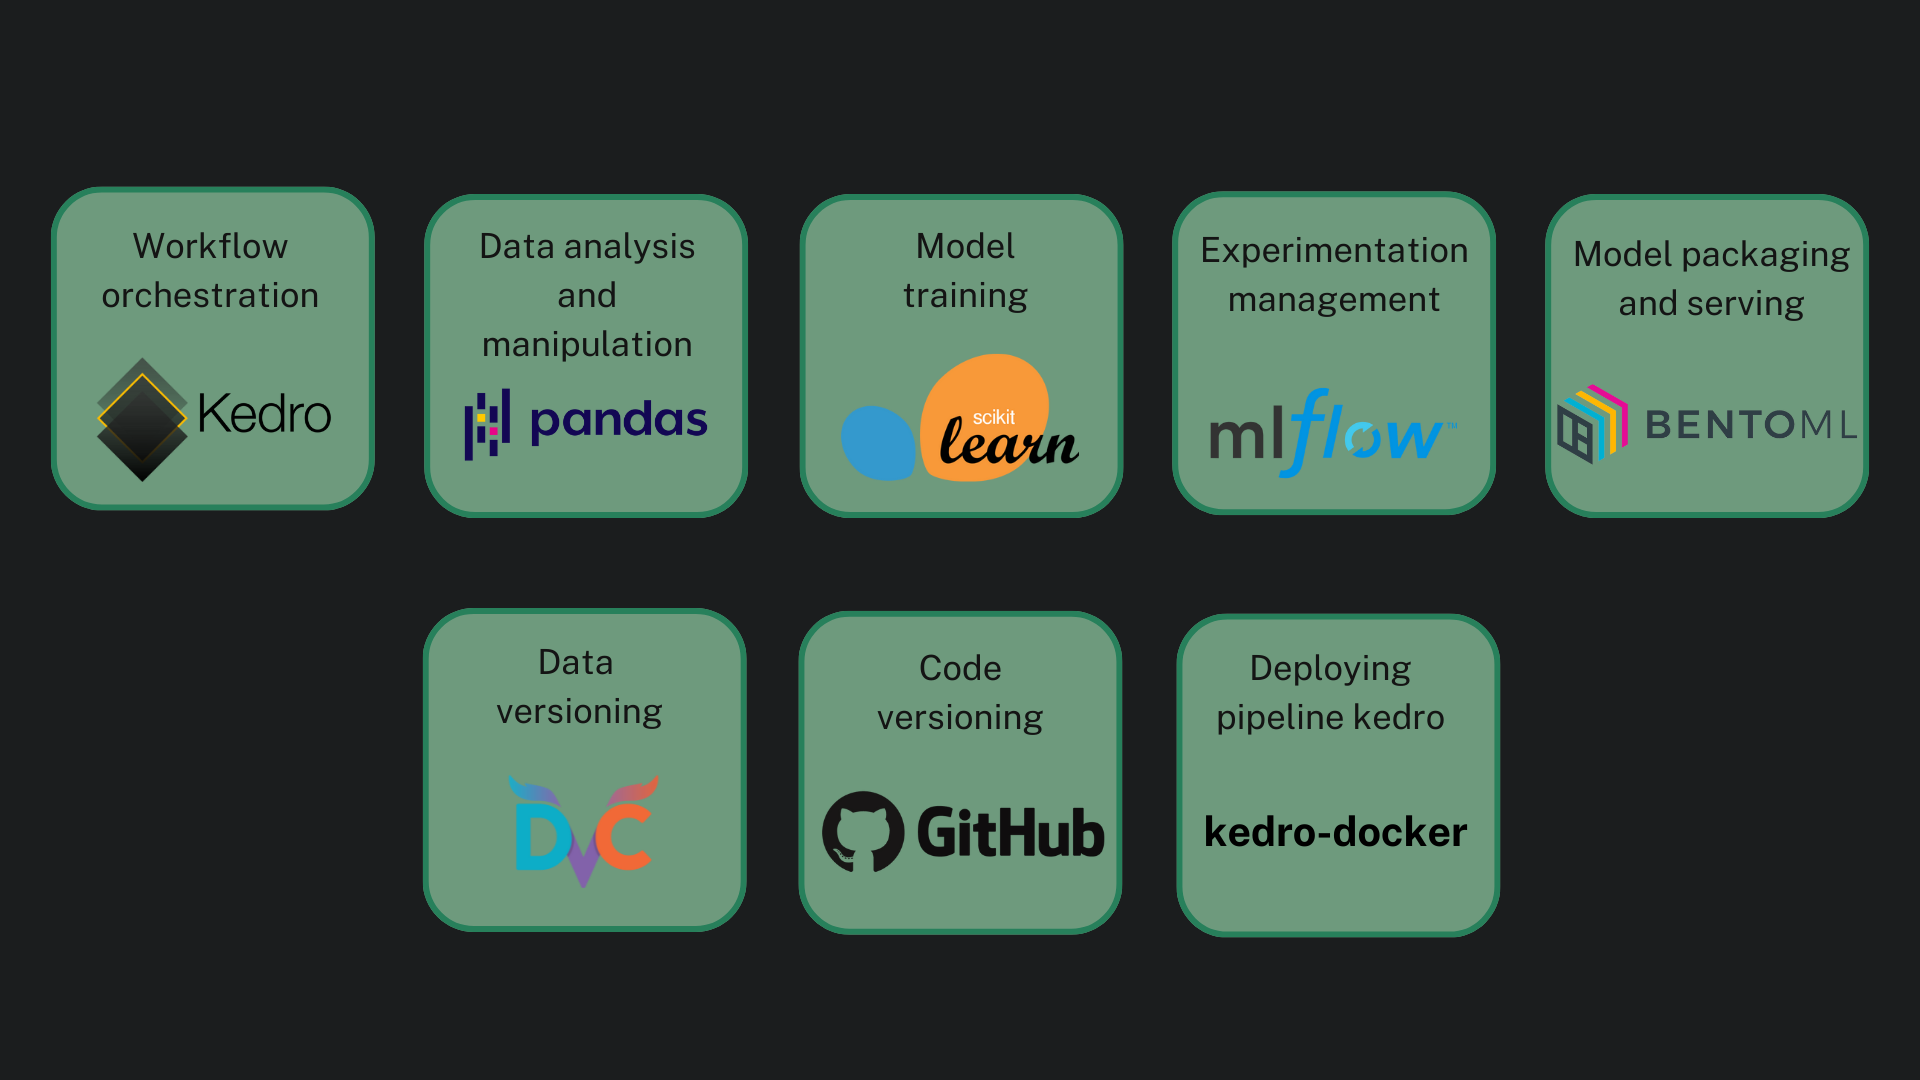 Workflow
orchestration
Kedro
Data analysis
and
manipulation
pandas
Model
training
scikit
learn
Experimentation
management
mlflow™
Model packaging
and serving
BENTOML
Data
versioning
DVC
Code
versioning
GitHub
Deploying
pipeline kedro
kedro-docker